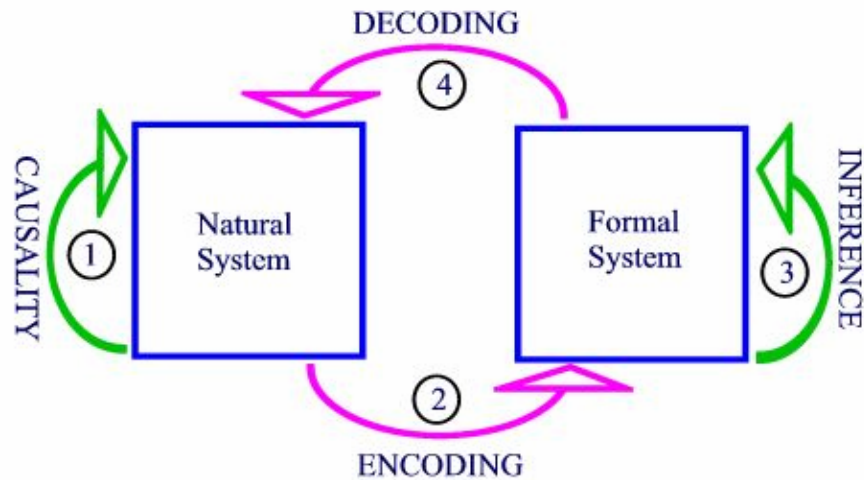 DECODING
4
CAUSALITY
1
Natural
System
Formal
System
3
INFERENCE
2
ENCODING